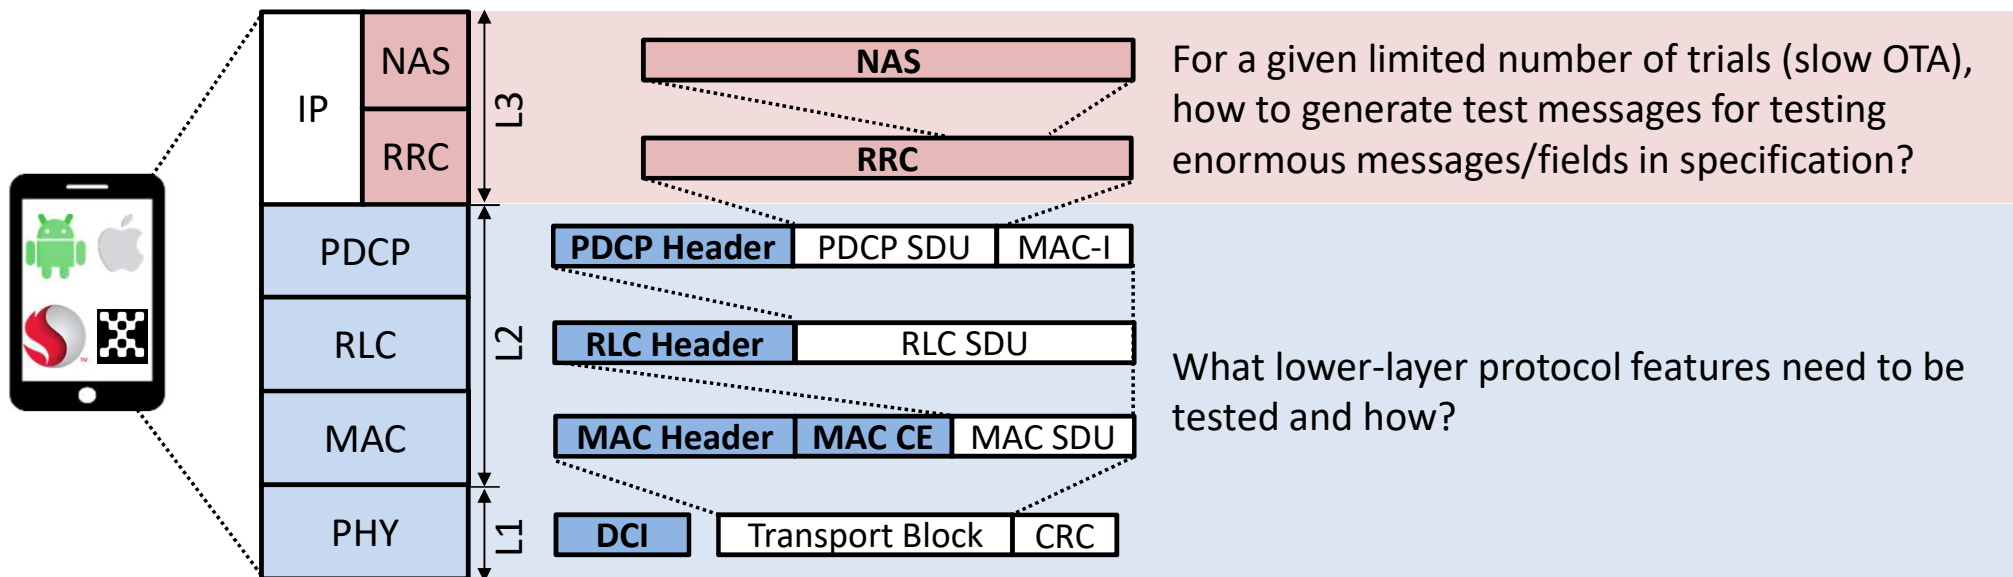 IP
NAS
RRC
L3
NAS
RRC
For a given limited number of trials (slow OTA),
how to generate test messages for testing
enormous messages/fields in specification?
PDCP
RLC
MAC
L2
PDCP Header PDCP SDU MAC-I
RLC Header RLC SDU
MAC Header MAC CE MAC SDU
What lower-layer protocol features need to be
tested and how?
PHY
L1
DCI Transport Block CRC
TM